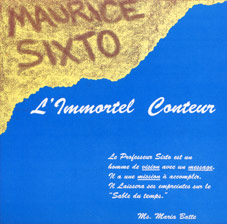 MAURICE
SIXTO
L'Immortel Conteur
Le Professeur Sixto est un
homme de vision avec un message.
Il a une mission à accomplir.
Il Laissera ses empreintes sur le
"Sable du temps."
Ms. Maria Batte